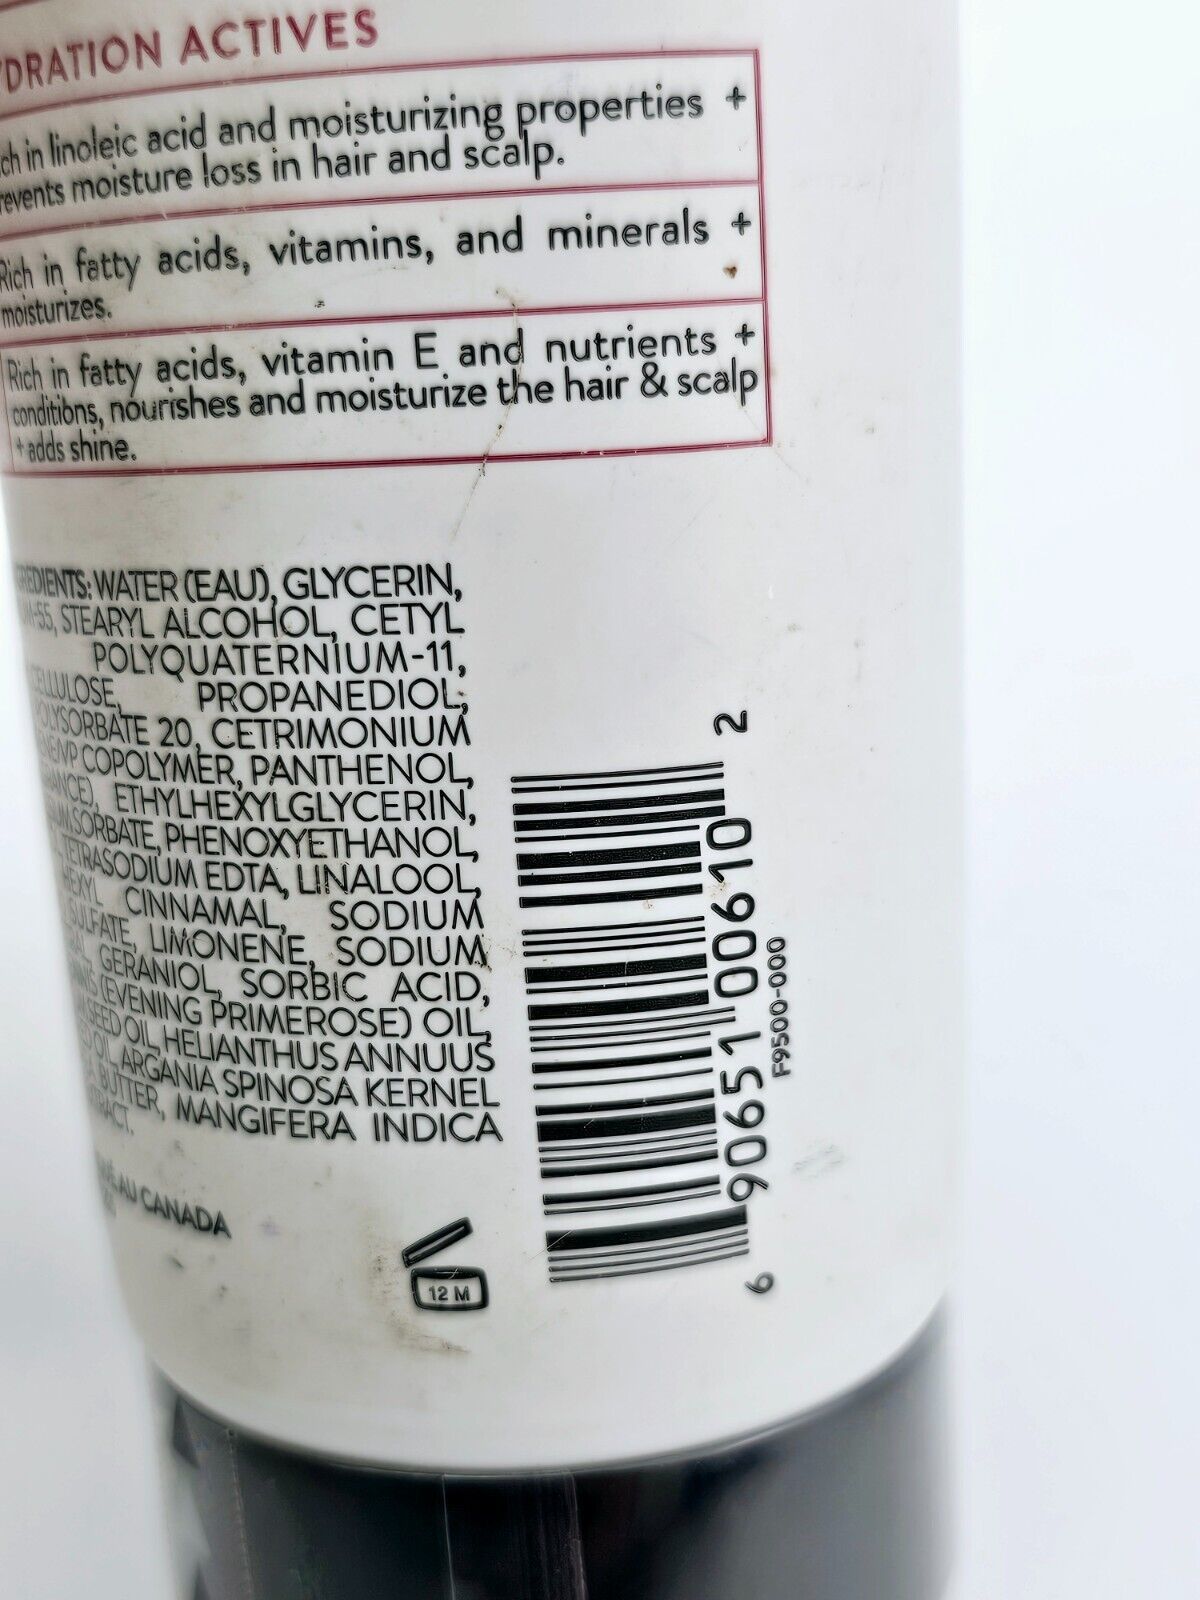 DRATION ACTIVES
ch in linoleic acid and moisturizing properties +
revents moisture loss in hair and scalp.
Rich in fatty acids, vitamins, and minerals +
moisturizes.
Rich in fatty acids, vitamin E and nutrients +
conditions, nourishes and moisturize the hair & scalp
+ adds shine.
REDIENTS: WATER (EAU), GLYCERIN,
-55, STEARYL ALCOHOL, CETYL
POLYQUATERNIUM-11,
CELLULOSE, PROPANEDIOL,
OLYSORBATE 20, CETRIMONIUM
COPOLYMER, PANTHENOL,
ETHYLHEXYLGLYCERIN,
SORBATE, PHENOXYETHANOL,
TETRASODIUM EDTA, LINALOOL,
HEXYL CINNAMAL, SODIUM
SULFATE, LIMONENE, SODIUM
GERANIOL, SORBIC ACID,
(EVENING PRIMEROSE) OIL,
SEED OIL, HELIANTHUS ANNUUS
OIL, ARGANIA SPINOSA KERNEL
BUTTER, MANGIFERA INDICA
AU CANADA
12 M
6 90651 00610 2
F9500-000